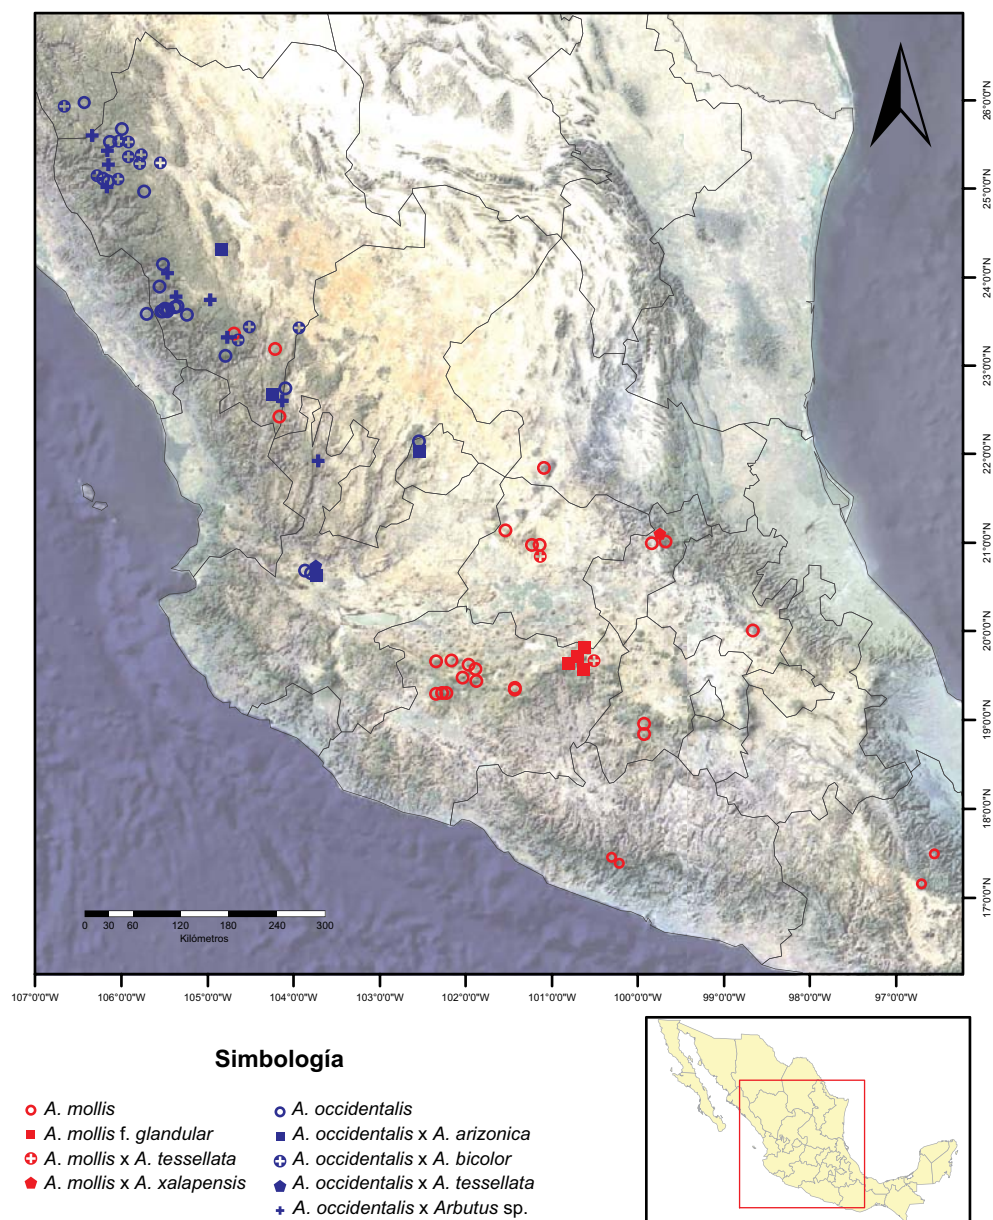 26°0'0"N
25°0'0"N
24°0'0"N
23°0'0"N
22°0'0"N
21°0'0"N
20°0'0"N
19°0'0"N
18°0'0"N
17°0'0"N
0 30 60 120 180 240 300
Kilómetros
107°0'0"W 106°0'0"W 105°0'0"W 104°0'0"W 103°0'0"W 102°0'0"W 101°0'0"W 100°0'0"W 99°0'0"W 98°0'0"W 97°0'0"W
Simbología
A. mollis
A. mollis f. glandular
A. mollis x A. tessellata
A. mollis x A. xalapensis
A. occidentalis
A. occidentalis x A. arizonica
A. occidentalis x A. bicolor
A. occidentalis x A. tessellata
A. occidentalis x Arbutus sp.